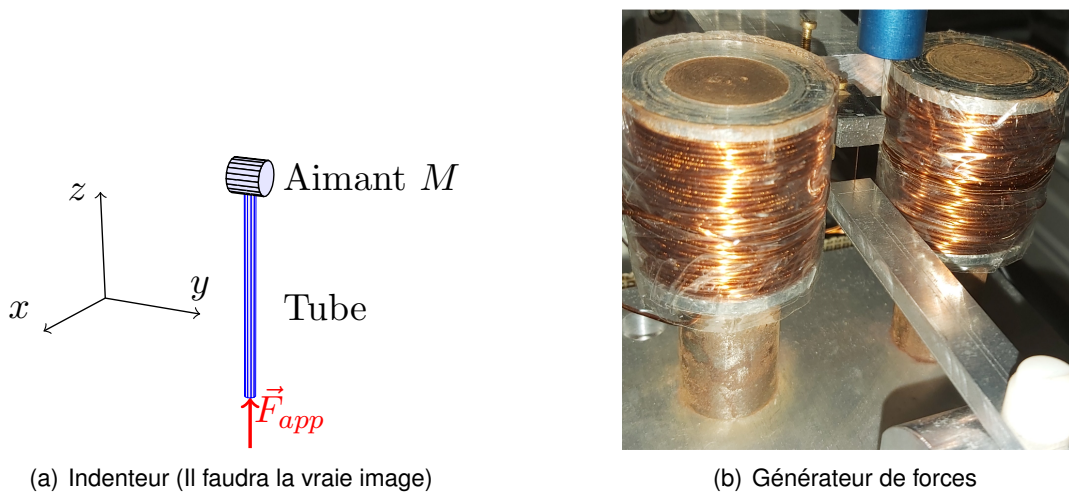 z
Aimant M
y
x
Tube
F⃗app
(a) Indenteur (Il faudra la vraie image)
(b) Générateur de forces